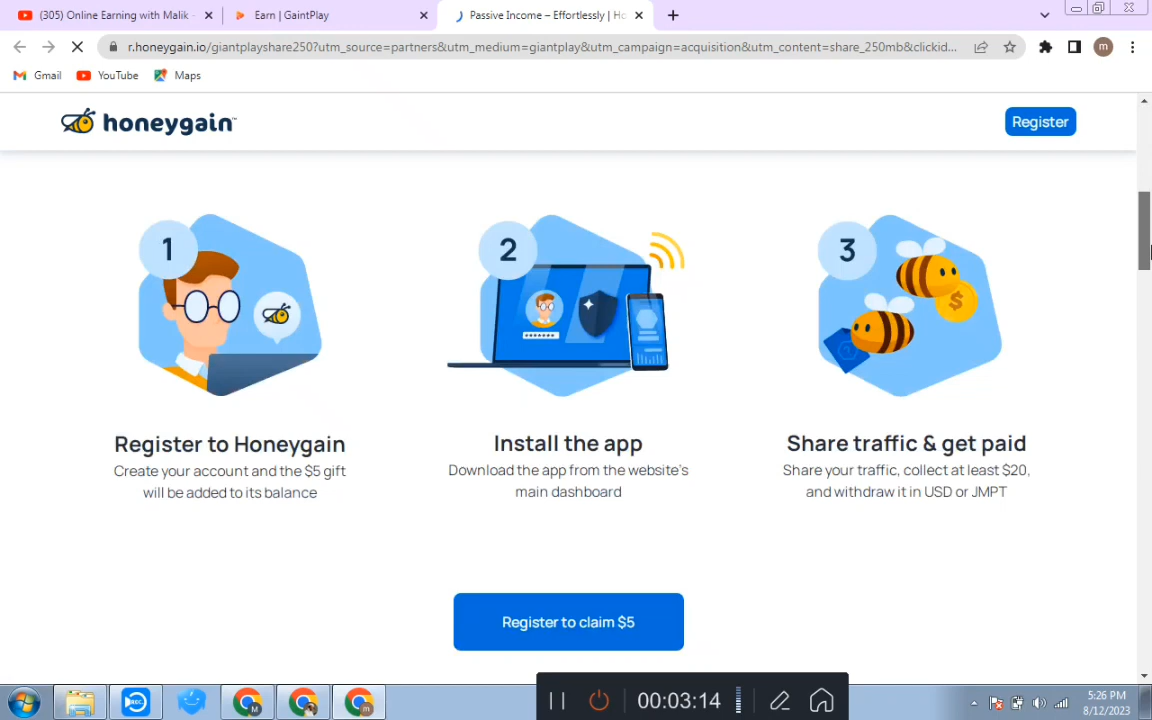 (305) Online Earning with Malik -
Earn | GaintPlay
Passive Income – Effortlessly | Ho
r.honeygain.io/giantplayshare250?utm_source=partners&utm_medium=giantplay&utm_campaign=acquisition&utm_content=share_250mb&clickid...
m
Gmail
YouTube
Maps
honeygain™
Register
1
2
3
$
Register to Honeygain
Create your account and the $5 gift
will be added to its balance
Install the app
Download the app from the website's
main dashboard
Share traffic & get paid
Share your traffic, collect at least $20,
and withdraw it in USD or JMPT
Register to claim $5
00:03:14
REC
M
m
5:26 PM
8/12/2023